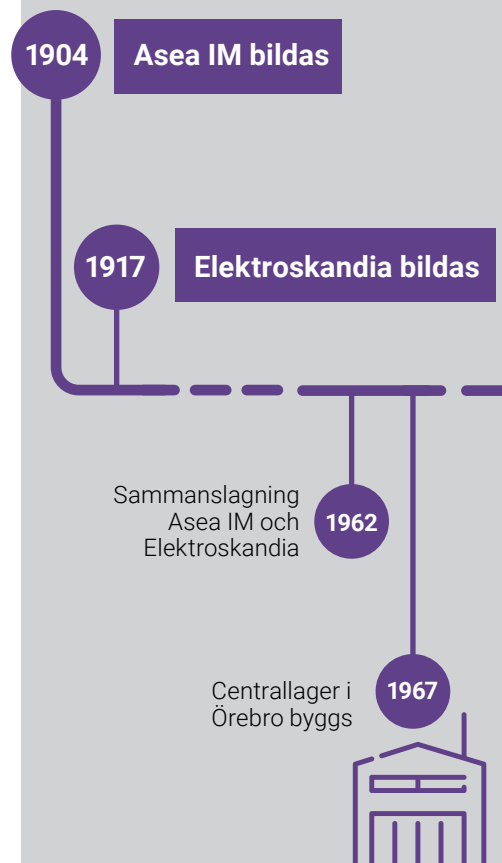 1904
Asea IM bildas
1917
Elektroskandia bildas
Sammanslagning
Asea IM och
Elektroskandia
1962
Centrallager i
Örebro byggs
1967